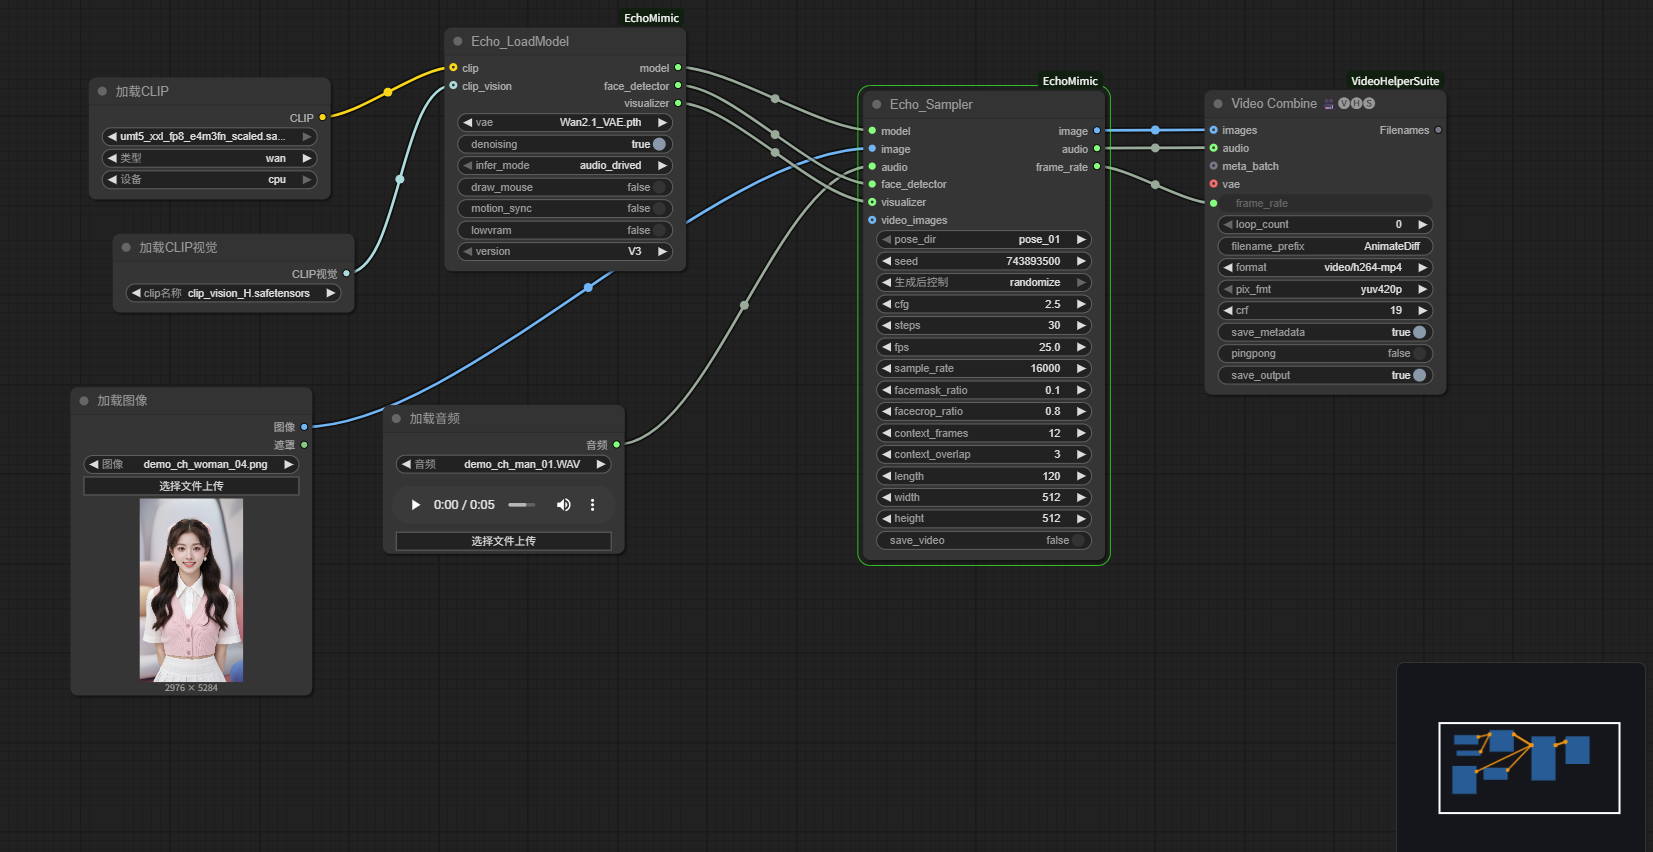 加载CLIP
CLIP
umt5_xxl_fp8_e4m3fn_scaled.sa...
类型 wan
设备 cpu
加载CLIP视觉
CLIP视觉
clip名称 clip_vision_H.safetensors
EchoMimic
Echo_LoadModel
clip model
clip_vision face_detector
visualizer
vae Wan2.1_VAE.pth
denoising true
infer_mode audio_drived
draw_mouse false
motion_sync false
lowvram false
version V3
加载图像
图像
遮罩
图像 demo_ch_woman_04.png
选择文件上传
2976 × 5284
加载音频
音频
音频 demo_ch_man_01.WAV
0:00 / 0:05
选择文件上传
EchoMimic
Echo_Sampler
model image
image audio
audio frame_rate
face_detector
visualizer
video_images
pose_dir pose_01
seed 743893500
生成后控制 randomize
cfg 2.5
steps 30
fps 25.0
sample_rate 16000
facemask_ratio 0.1
facecrop_ratio 0.8
context_frames 12
context_overlap 3
length 120
width 512
height 512
save_video false
VideoHelperSuite
Video Combine VHS
images Filenames
audio
meta_batch
vae
frame_rate
loop_count 0
filename_prefix AnimateDiff
format video/h264-mp4
pix_fmt yuv420p
crf 19
save_metadata true
pingpong false
save_output true